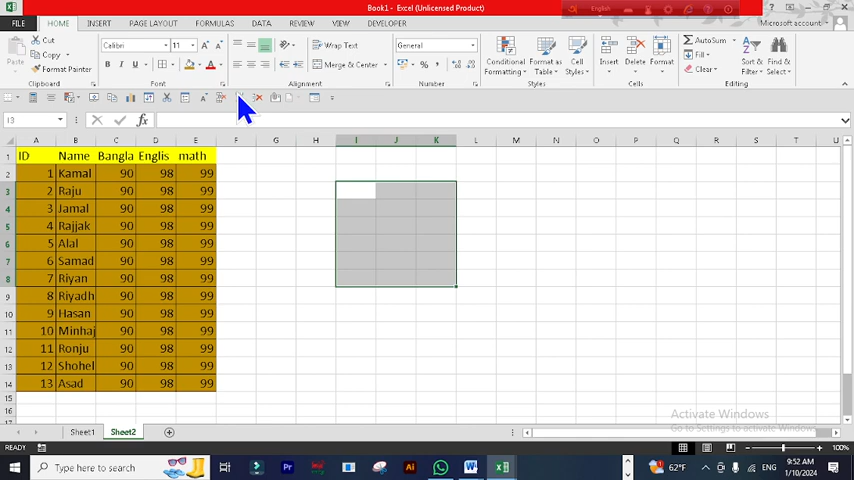 Book1 - Excel (Unlicensed Product)
English
FILE HOME INSERT PAGE LAYOUT FORMULAS DATA REVIEW VIEW DEVELOPER Microsoft account
Cut
Copy
Format Painter
Paste
Clipboard
Calibri 11
B I U
Font
Wrap Text
Merge & Center
Alignment
General
Number
Conditional Formatting
Format as Table
Cell Styles
Styles
Insert Delete Format
Cells
AutoSum
Fill
Clear
Sort & Filter
Find & Select
Editing
I3 fx
A B C D E F G H I J K L M N O P Q R S T U
1 ID Name Bangla Englis math
2 1 Kamal 90 98 99
3 2 Raju 90 98 99
4 3 Jamal 90 98 99
5 4 Rajjak 90 98 99
6 5 Alal 90 98 99
7 6 Samad 90 98 99
8 7 Riyan 90 98 99
9 8 Riyadh 90 98 99
10 9 Hasan 90 98 99
11 10 Minhaj 90 98 99
12 11 Ronju 90 98 99
13 12 Shohel 90 98 99
14 13 Asad 90 98 99
15
16
Activate Windows
Go to Settings to activate Windows.
Sheet1 Sheet2
READY 100%
Type here to search
62°F ENG 9:52 AM
1/10/2024